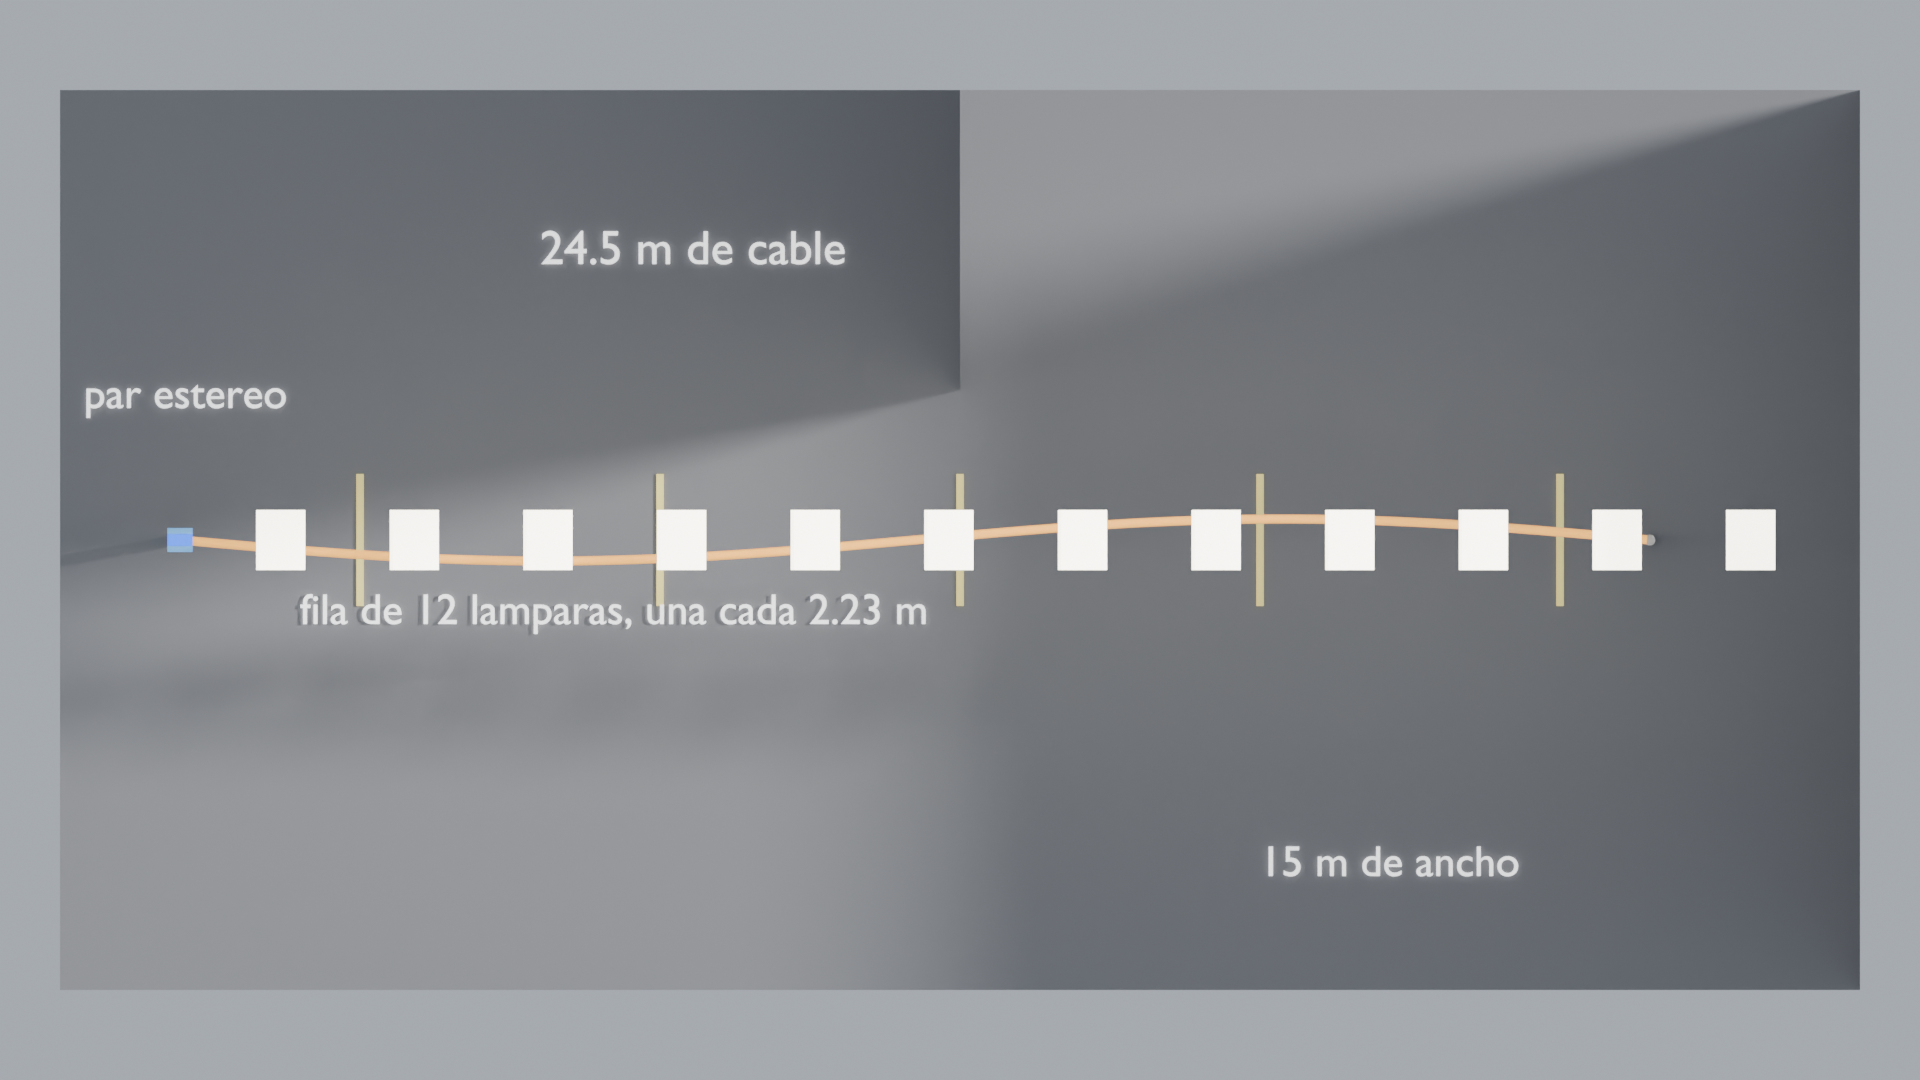 24.5 m de cable
par estereo
fila de 12 lamparas, una cada 2.23 m
15 m de ancho